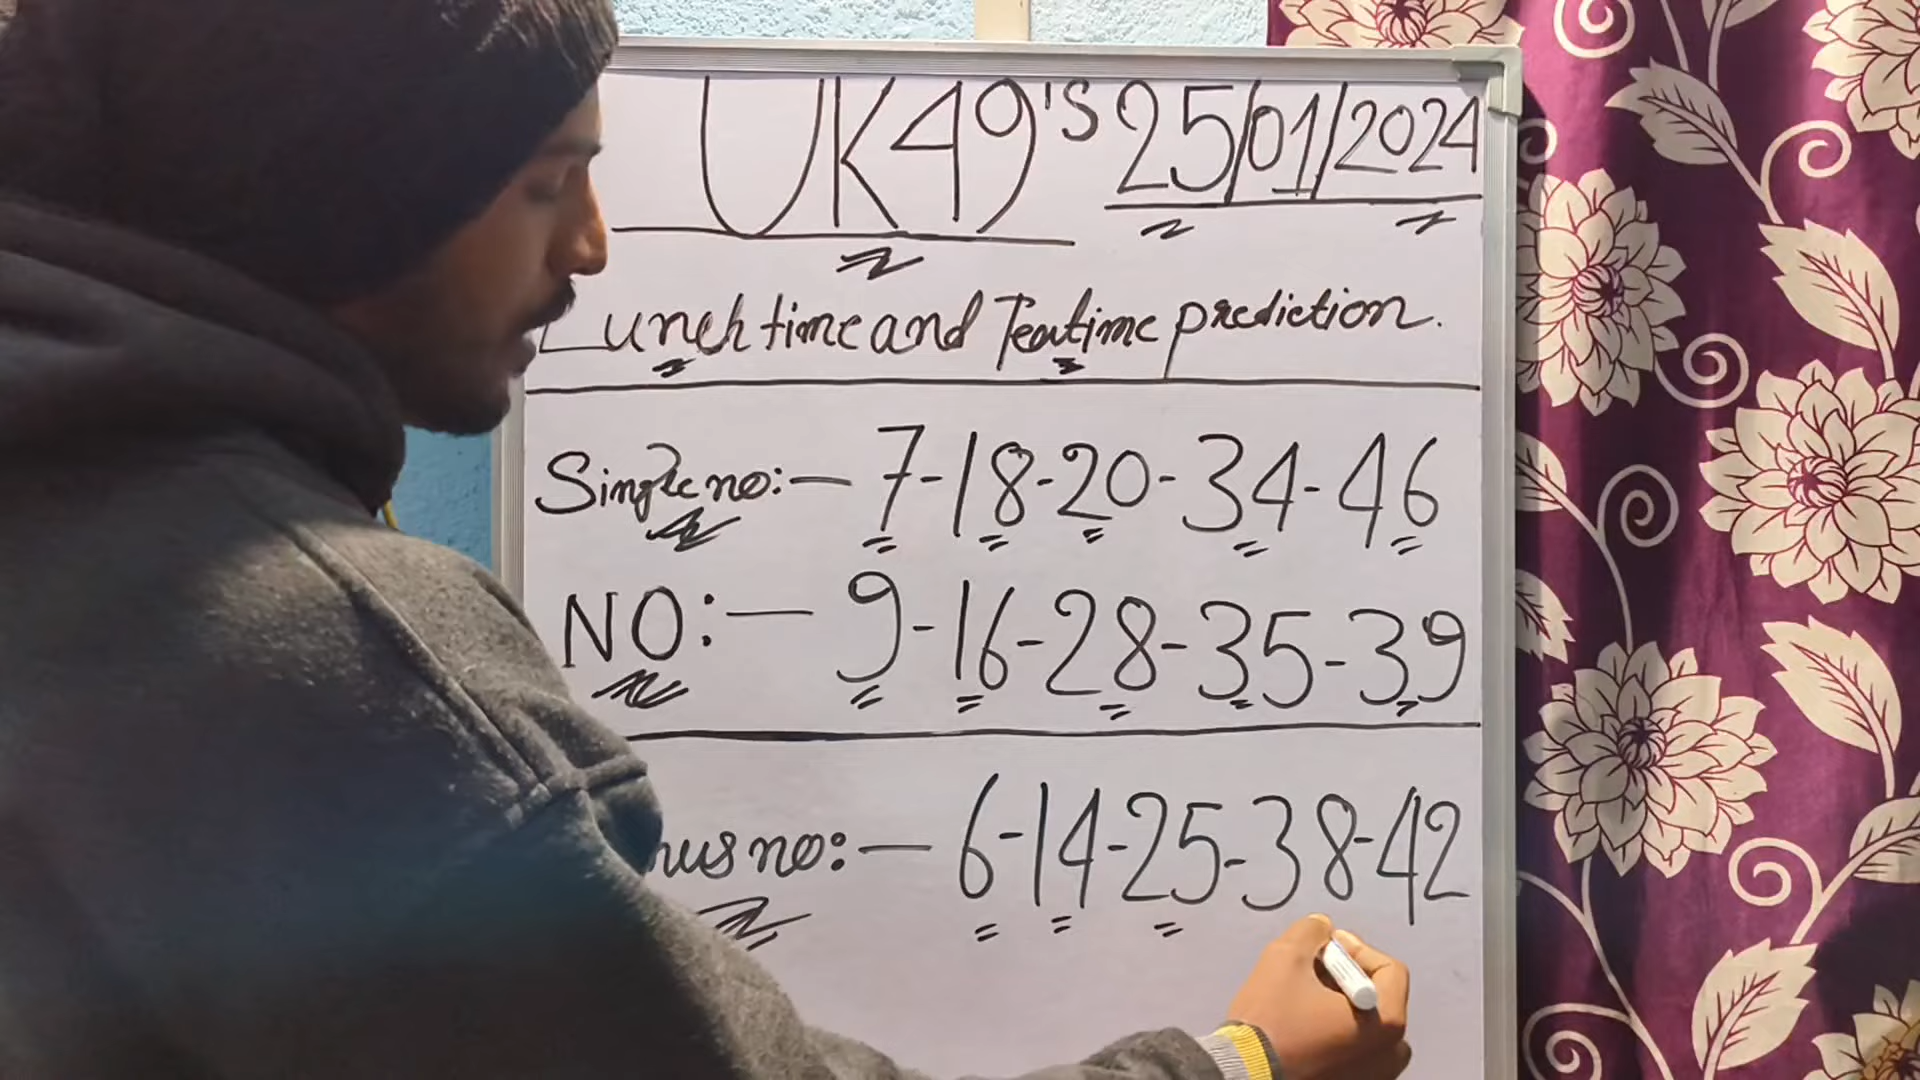 UK49's 25/01/2024
Lunch time and Teatime prediction.
Single no:- 7-18-20-34-46
NO:- 9-16-28-35-39
nus no:- 6-14-25-38-42